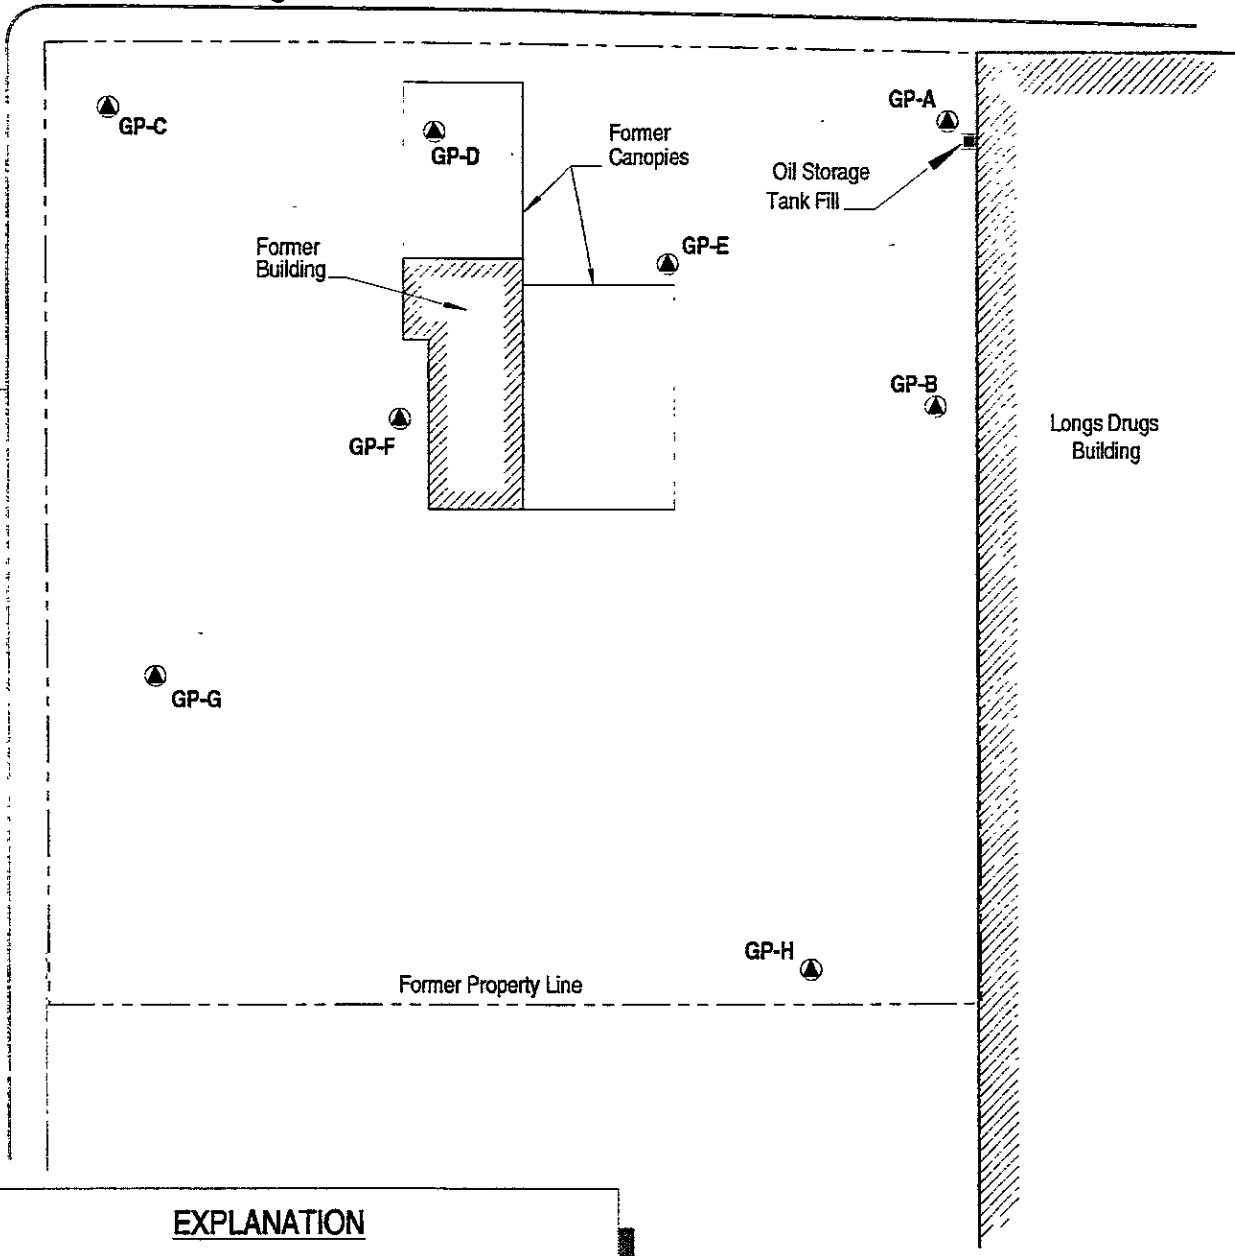 GP-A
GP-C
Former
Canopies
GP-D
Oil Storage
Tank Fill
Former
Building
GP-E
GP-B
Longs Drugs
Building
GP-F
GP-G
GP-H
Former Property Line
EXPLANATION